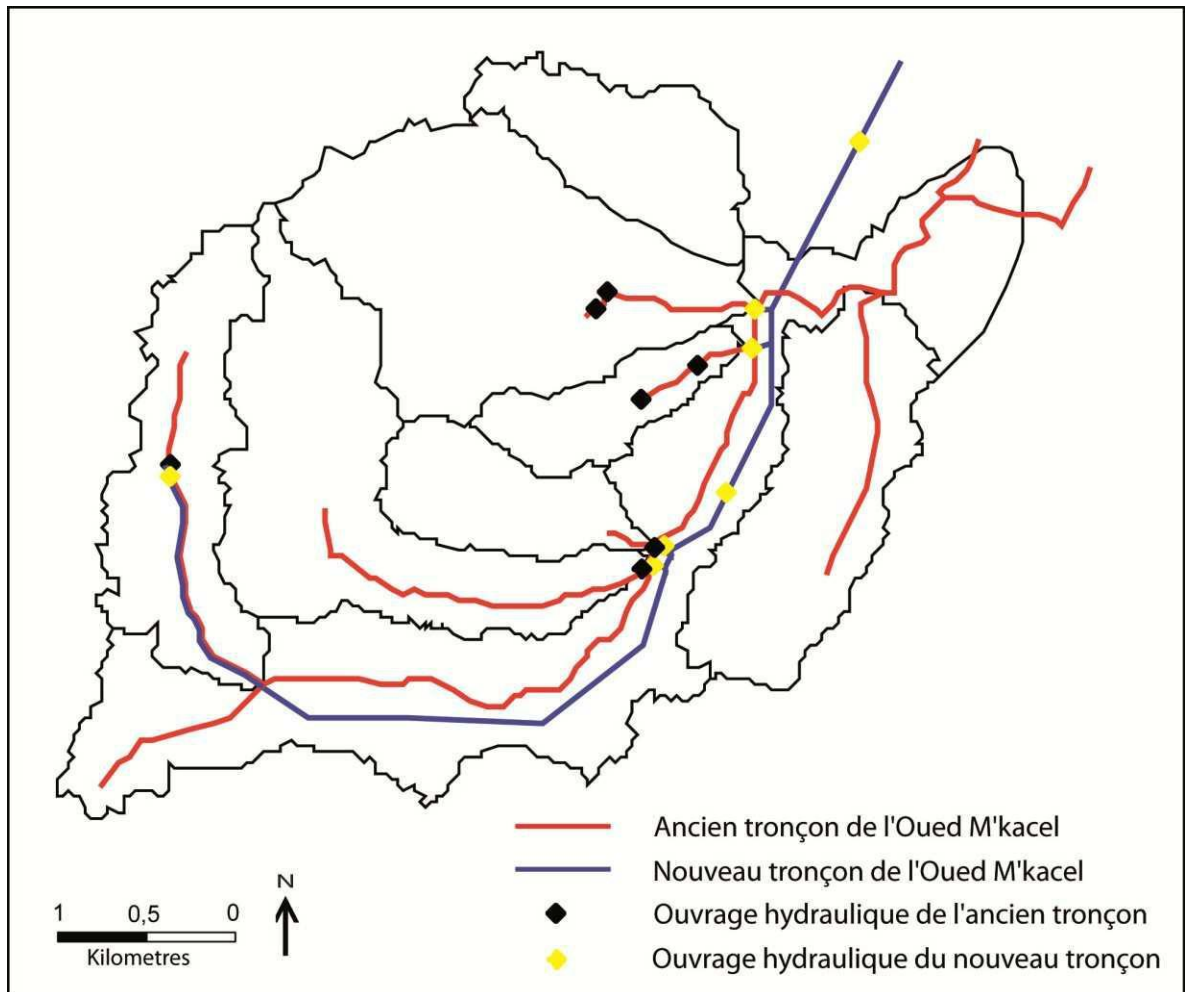 Ancien tronçon de l'Oued M'kacel
Nouveau tronçon de l'Oued M'kacel
Ouvrage hydraulique de l'ancien tronçon
Ouvrage hydraulique du nouveau tronçon
1 0,5 0
Kilometres
N